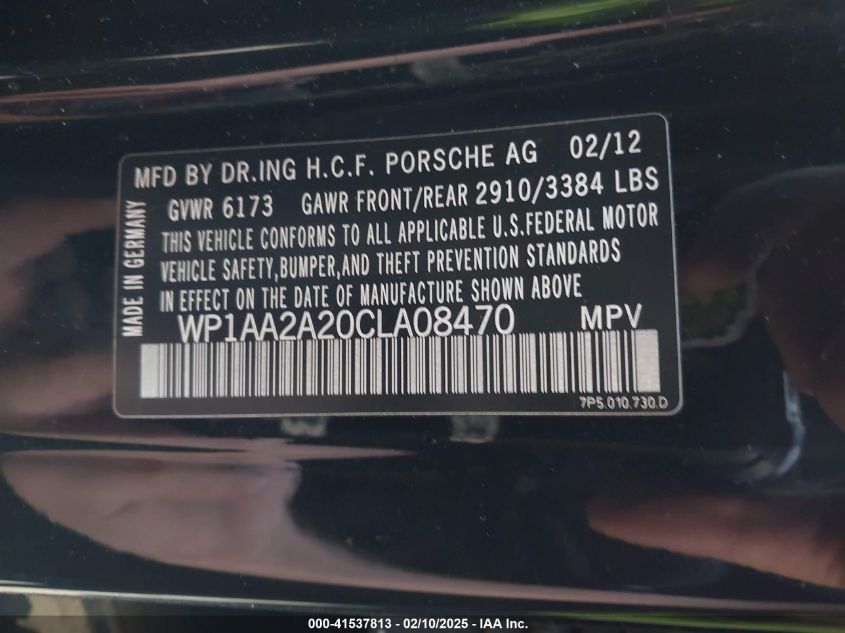 MFD BY DR.ING H.C.F. PORSCHE AG 02/12
GVWR 6173 GAWR FRONT/REAR 2910/3384 LBS
THIS VEHICLE CONFORMS TO ALL APPLICABLE U.S.FEDERAL MOTOR
VEHICLE SAFETY,BUMPER,AND THEFT PREVENTION STANDARDS
IN EFFECT ON THE DATE OF MANUFACTURE SHOWN ABOVE
MADE IN GERMANY
WP1AA2A20CLA08470 MPV
7P5.010.730.D
000-41537813 - 02/10/2025 - IAA Inc.